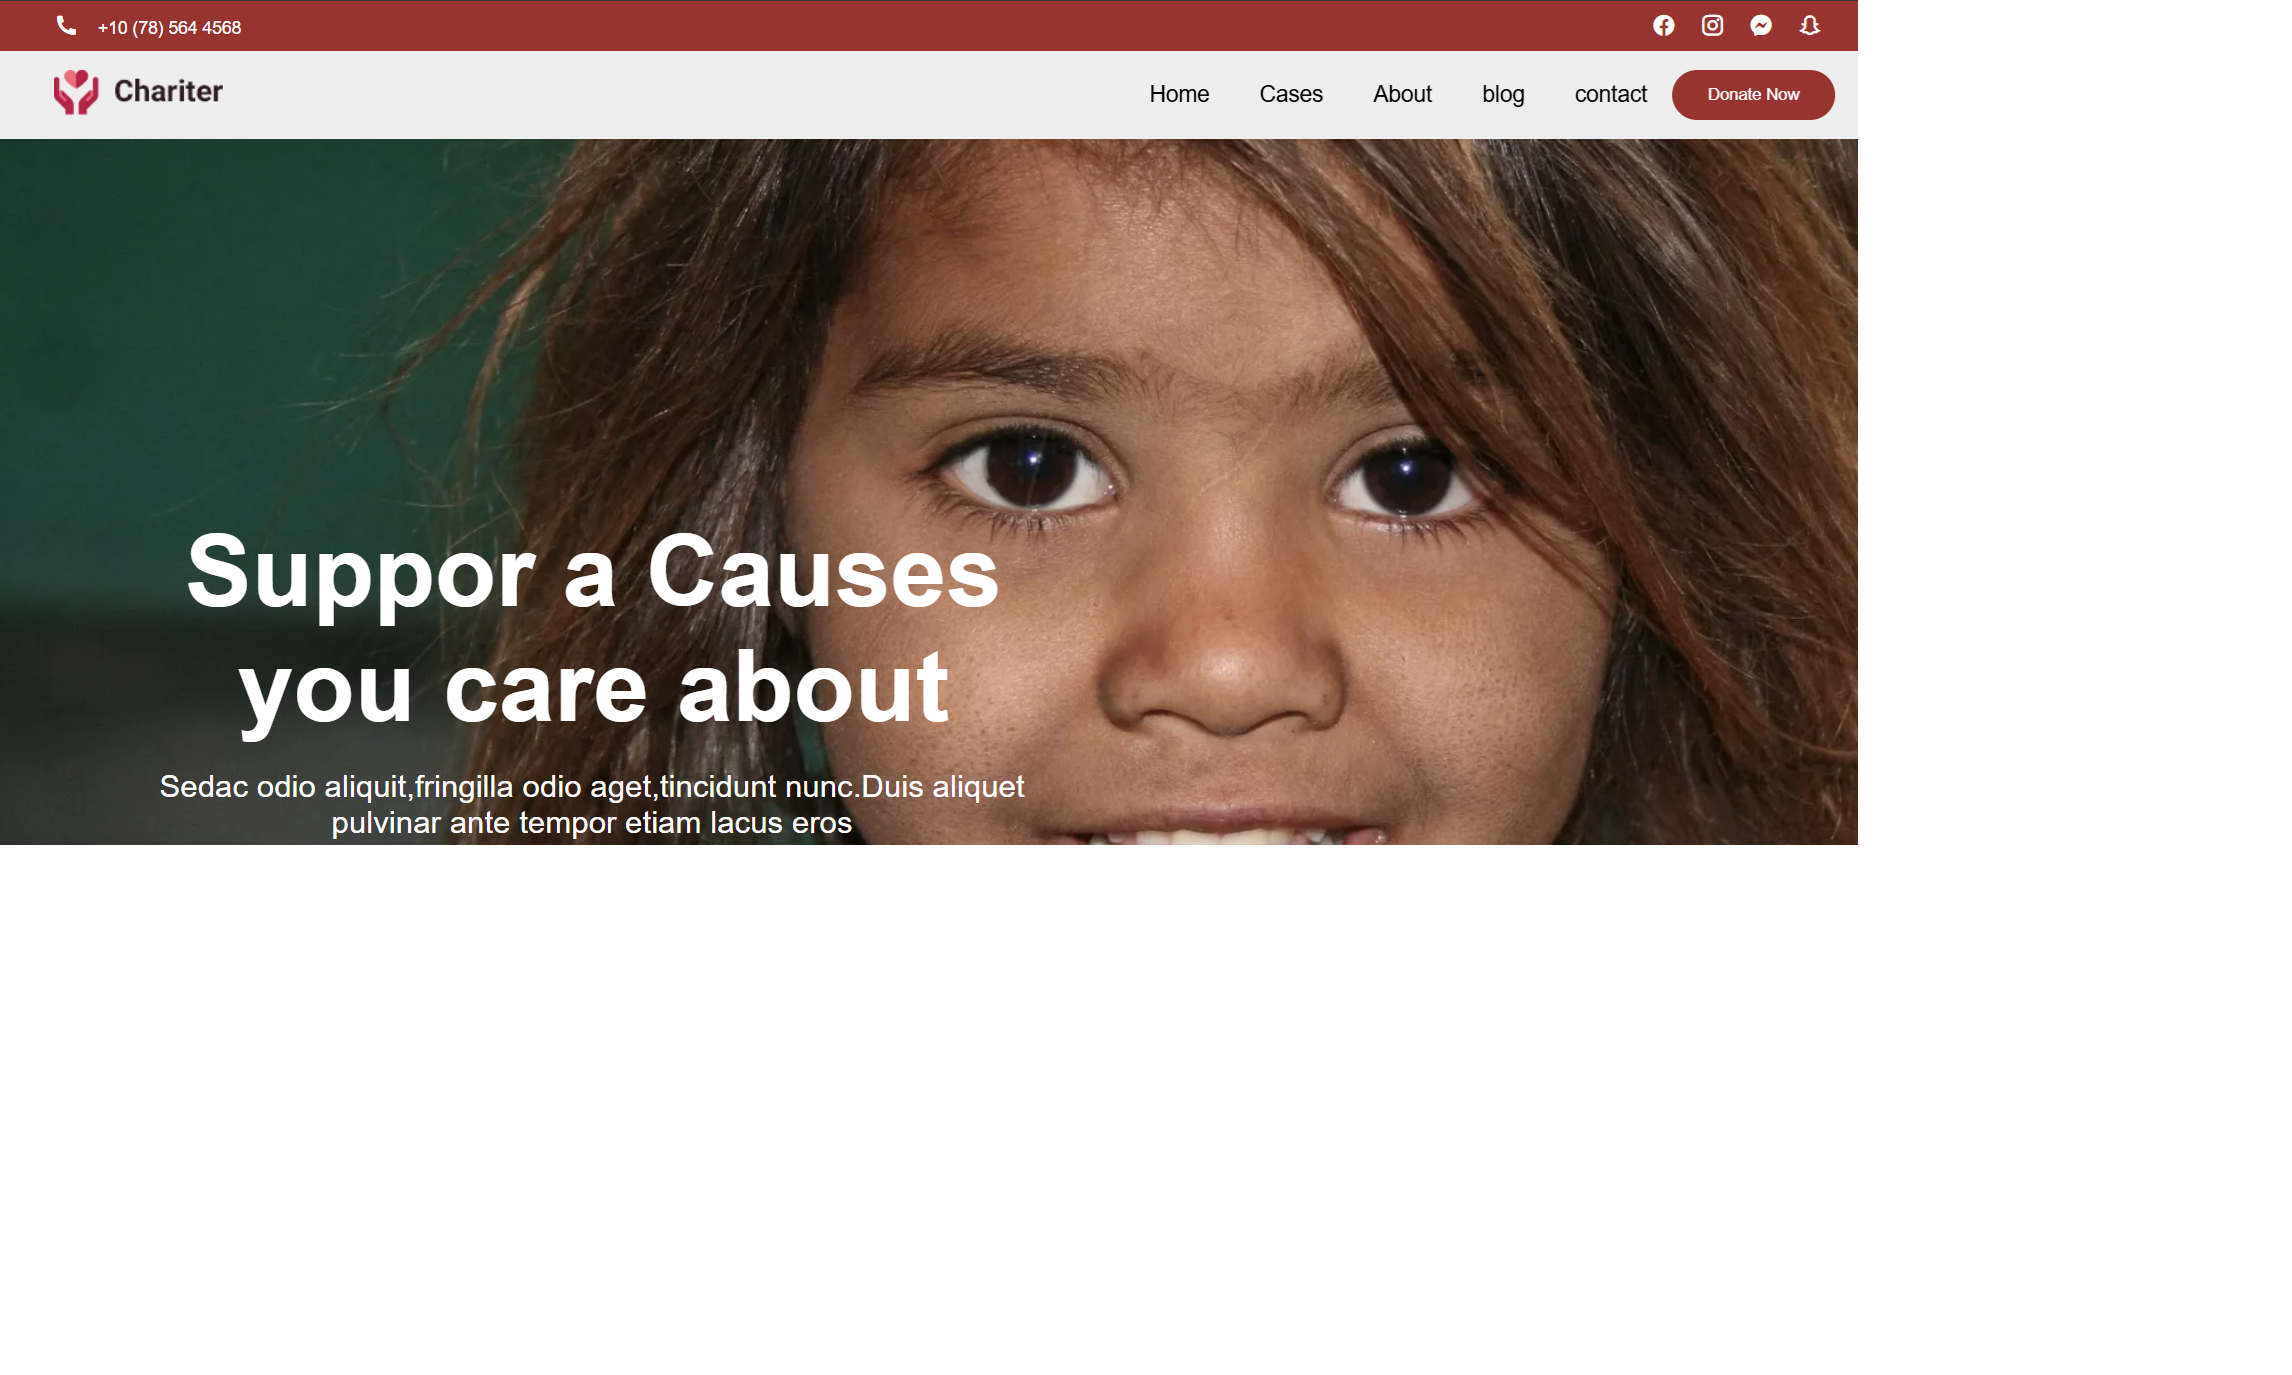 +10 (78) 564 4568
Chariter
Home Cases About blog contact Donate Now
Suppor a Causes
you care about
Sedac odio aliquit,fringilla odio aget,tincidunt nunc.Duis aliquet
pulvinar ante tempor etiam lacus eros